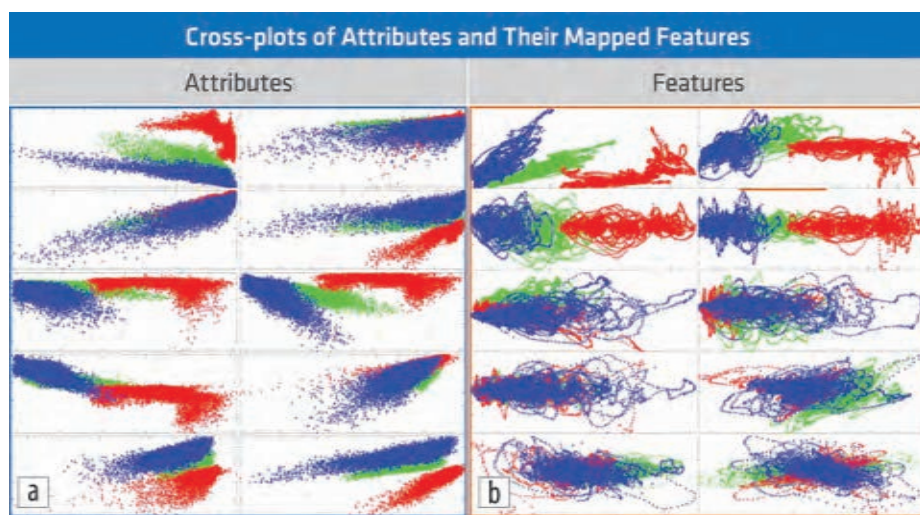 Cross-plots of Attributes and Their Mapped Features
Attributes
Features
a
b